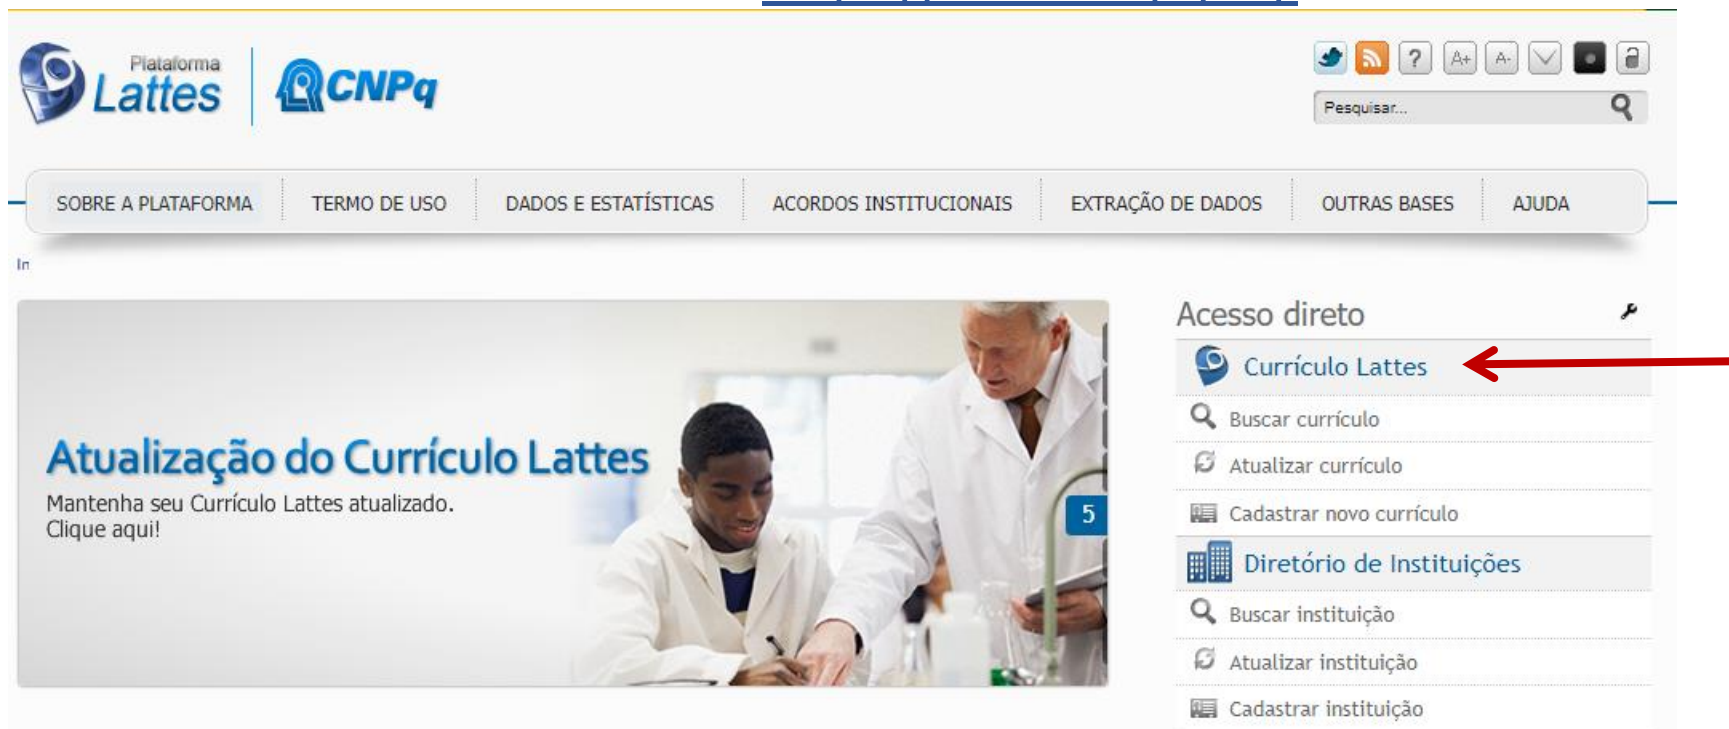 Plataforma
Lattes
CNPq
A+
A-
Pesquisar...
SOBRE A PLATAFORMA
TERMO DE USO
DADOS E ESTATÍSTICAS
ACORDOS INSTITUCIONAIS
EXTRAÇÃO DE DADOS
OUTRAS BASES
AJUDA
In
Atualização do Currículo Lattes
Mantenha seu Currículo Lattes atualizado.
Clique aqui!
5
Acesso direto
Currículo Lattes
Buscar currículo
Atualizar currículo
Cadastrar novo currículo
Diretório de Instituições
Buscar instituição
Atualizar instituição
Cadastrar instituição